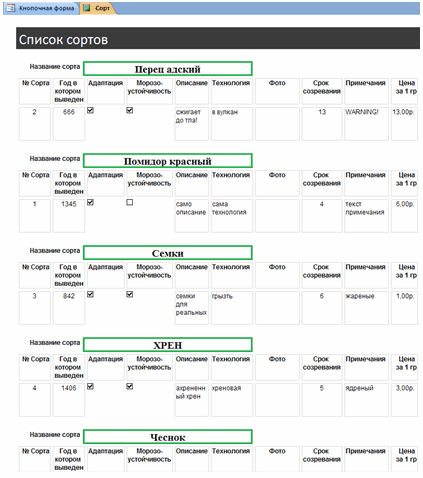 Кнопочная форма Сорт
Список сортов
Название сорта Перец адский
№ Сорта Год в котором выведен Адаптация Морозо-устойчивость Описание Технология Фото Срок созревания Примечания Цена за 1 гр
2 666 сжигает до тла! в вулкан 13 WARNING! 13,00р.
Название сорта Помидор красный
№ Сорта Год в котором выведен Адаптация Морозо-устойчивость Описание Технология Фото Срок созревания Примечания Цена за 1 гр
1 1345 само описание сама технология 4 текст примечания 6,00р.
Название сорта Семки
№ Сорта Год в котором выведен Адаптация Морозо-устойчивость Описание Технология Фото Срок созревания Примечания Цена за 1 гр
3 842 семки для реальных грызть 6 жареные 1,00р.
Название сорта ХРЕН
№ Сорта Год в котором выведен Адаптация Морозо-устойчивость Описание Технология Фото Срок созревания Примечания Цена за 1 гр
4 1406 ахрененный хрен хреновая 5 ядреный 3,00р.
Название сорта Чеснок
№ Сорта Год в котором выведен Адаптация Морозо-устойчивость Описание Технология Фото Срок созревания Примечания Цена за 1 гр